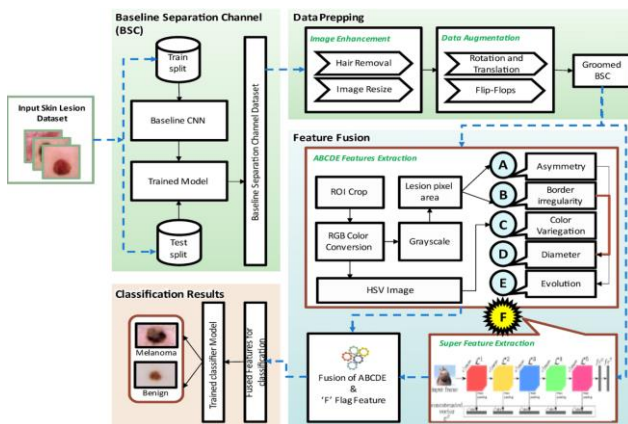 Baseline Separation Channel
(BSC)
Train
split
Baseline CNN
Trained Model
Test
split
Baseline Separation Channel Dataset
Input Skin Lesion
Dataset
Data Prepping
Image Enhancement
Hair Removal
Image Resize
Data Augmentation
Rotation and
Translation
Flip-Flops
Groomed
BSC
Feature Fusion
ABCDE Features Extraction
ROI Crop
RGB Color
Conversion
Lesion pixel
area
Grayscale
HSV Image
A
Asymmetry
B
Border
irregularity
C
Color
Variegation
D
Diameter
E
Evolution
F
Super Feature Extraction
Fusion of ABCDE
&
'F' Flag Feature
Classification Results
Melanoma
Benign
Trained classifier Model
Fused Features for
classification